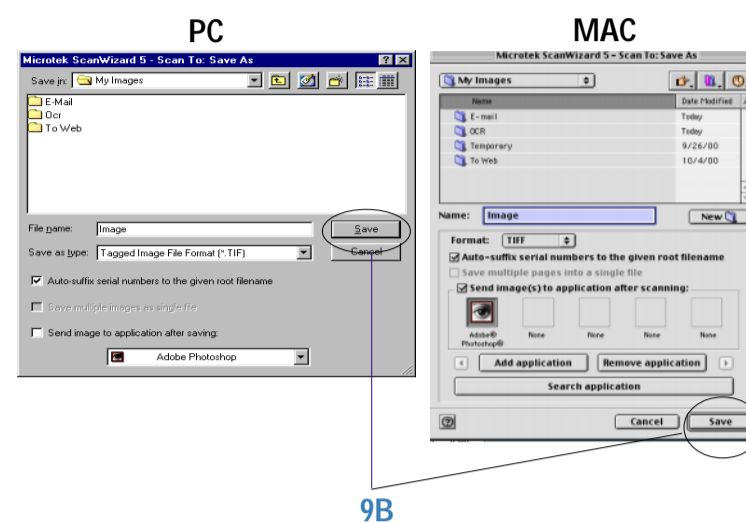 PC
Microtek ScanWizard 5 - Scan To: Save As
Save in: My Images
E-Mail
Ocr
To Web
File name: Image
Save
Save as type: Tagged Image File Format (*.TIF)
Cancel
Auto-suffix serial numbers to the given root filename
Save multiple images as single file
Send image to application after saving:
Adobe Photoshop
MAC
Microtek ScanWizard 5 - Scan To: Save As
My Images
Name Date Modified
E-mail Today
OCR Today
Temporary 9/26/00
To Web 10/4/00
Name: Image
New
Format: TIFF
Auto-suffix serial numbers to the given root filename
Save multiple pages into a single file
Send image(s) to application after scanning:
Adobe® Photoshop® None None None None
Add application Remove application
Search application
Cancel Save
9B